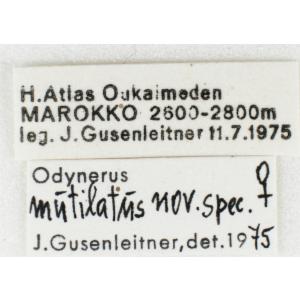 H.Atlas Oukaimeden
MAROKKO 2600-2800m
leg. J.Gusenleitner 11.7.1975
Odynerus
mutilatus nov. spec. ♀
J.Gusenleitner, det. 1975